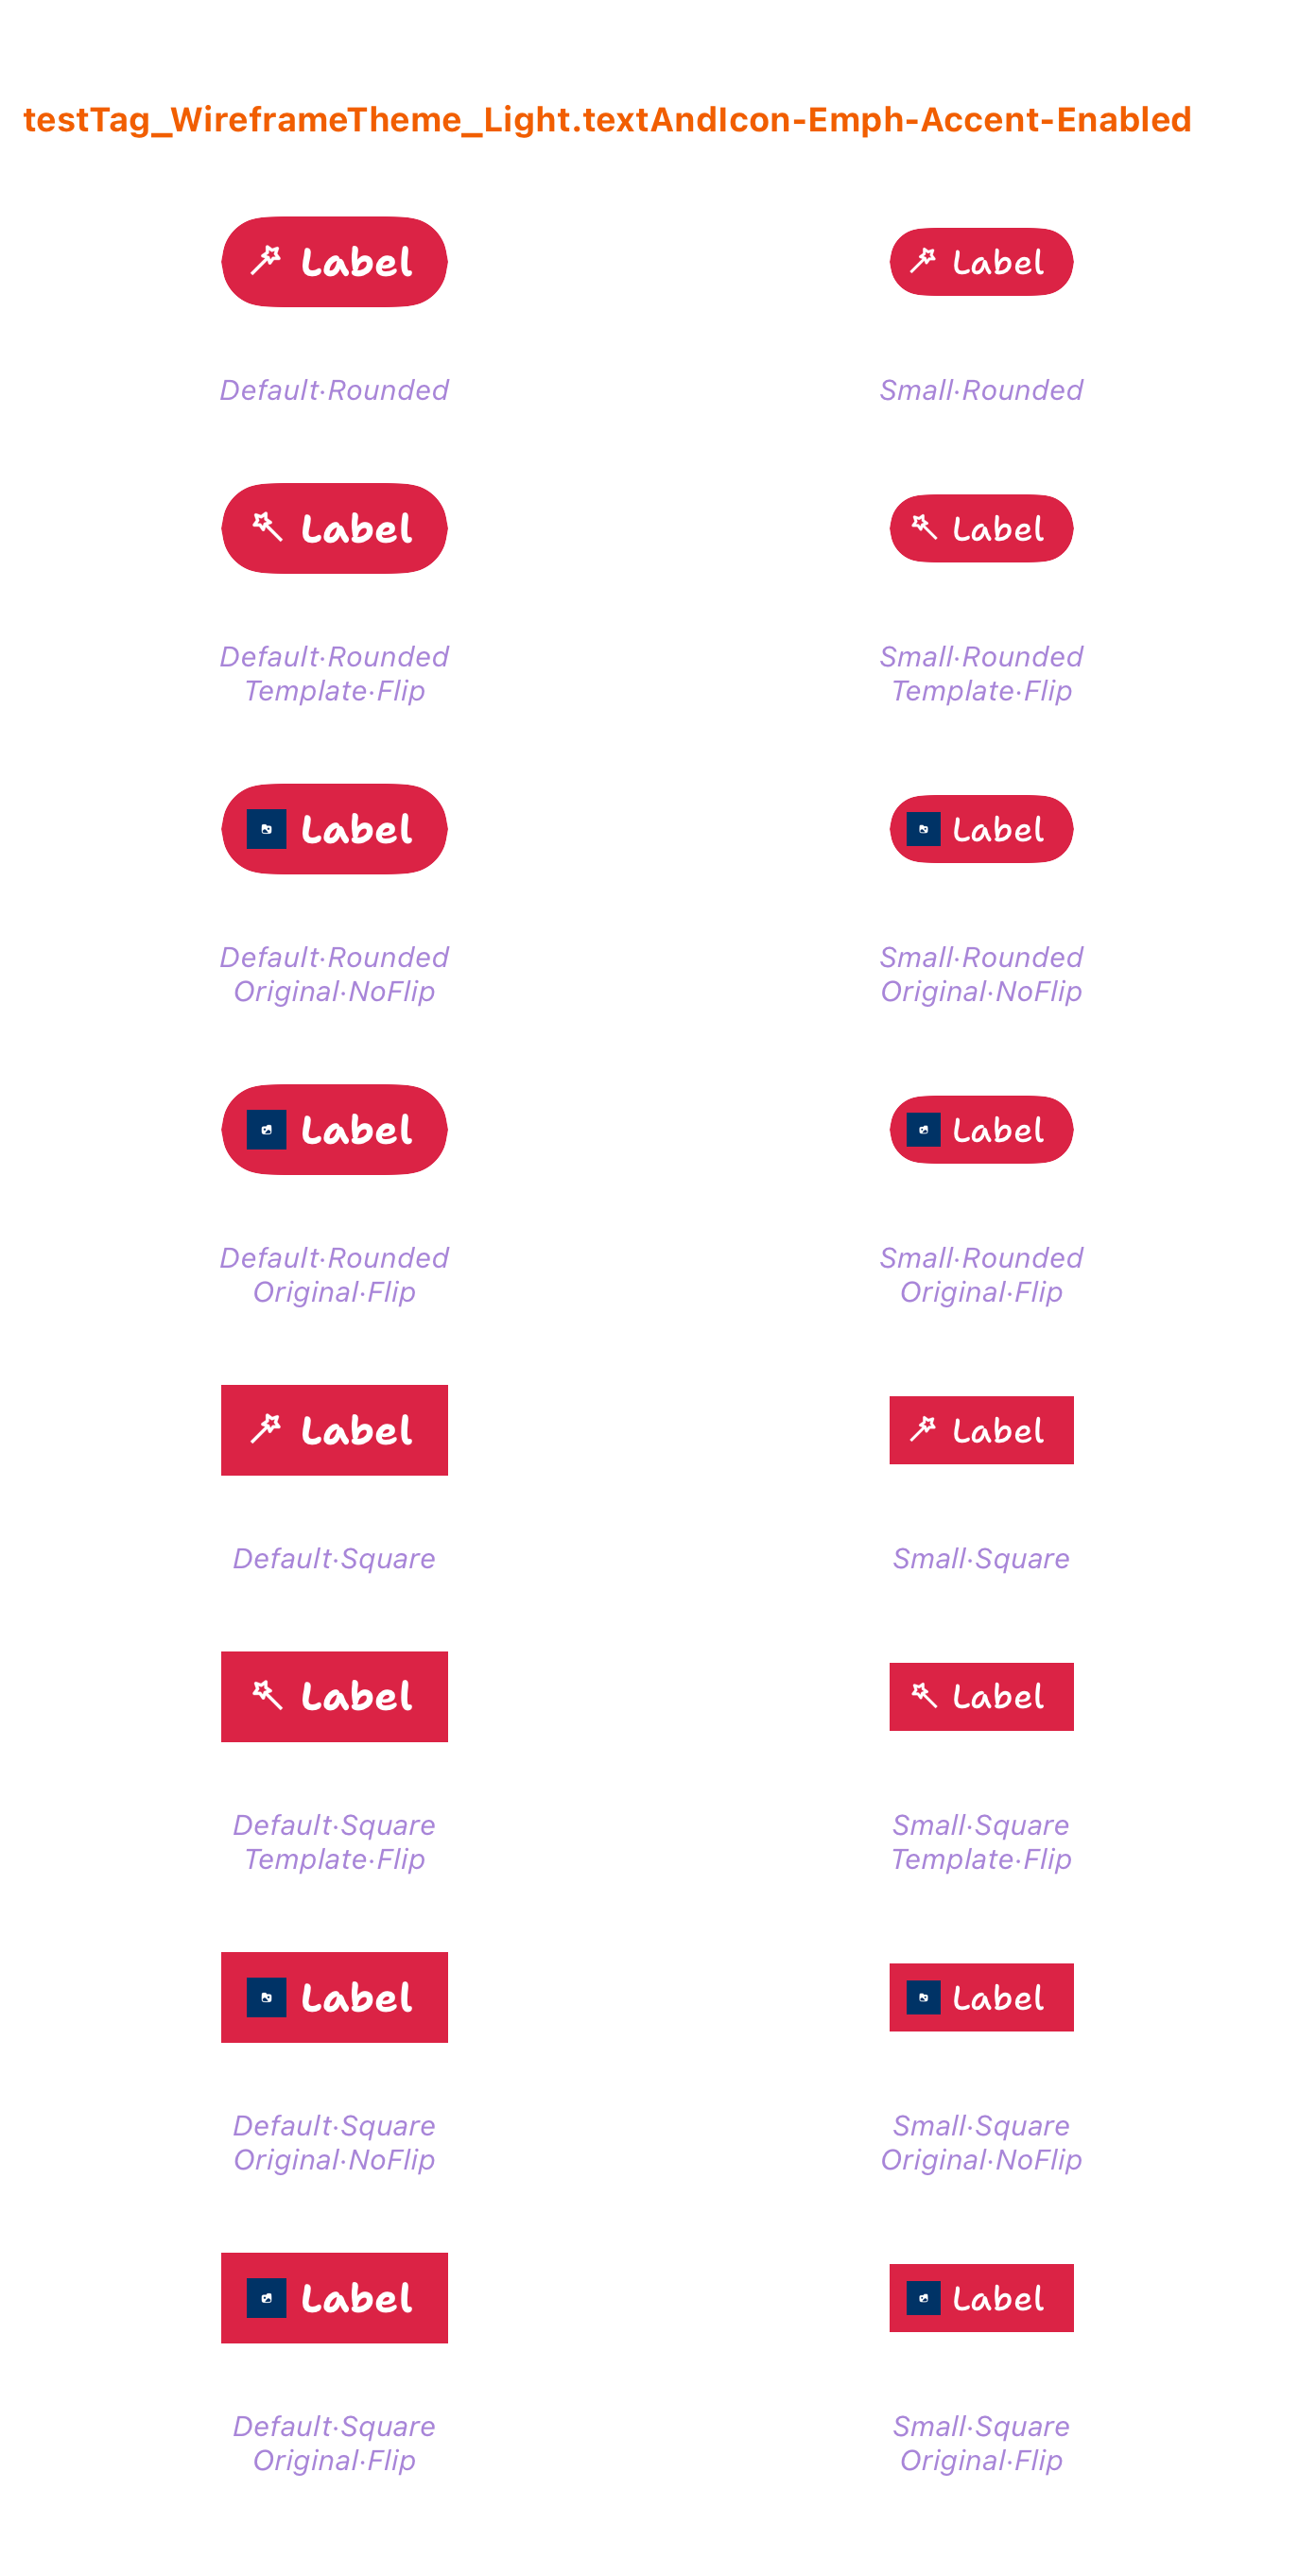 testTag_WireframeTheme_Light.textAndIcon-Emph-Accent-Enabled
Label
Label
Default·Rounded
Small·Rounded
Label
Label
Default·Rounded
Template·Flip
Small·Rounded
Template·Flip
Label
Label
Default·Rounded
Original·NoFlip
Small·Rounded
Original·NoFlip
Label
Label
Default·Rounded
Original·Flip
Small·Rounded
Original·Flip
Label
Label
Default·Square
Small·Square
Label
Label
Default·Square
Template·Flip
Small·Square
Template·Flip
Label
Label
Default·Square
Original·NoFlip
Small·Square
Original·NoFlip
Label
Label
Default·Square
Original·Flip
Small·Square
Original·Flip